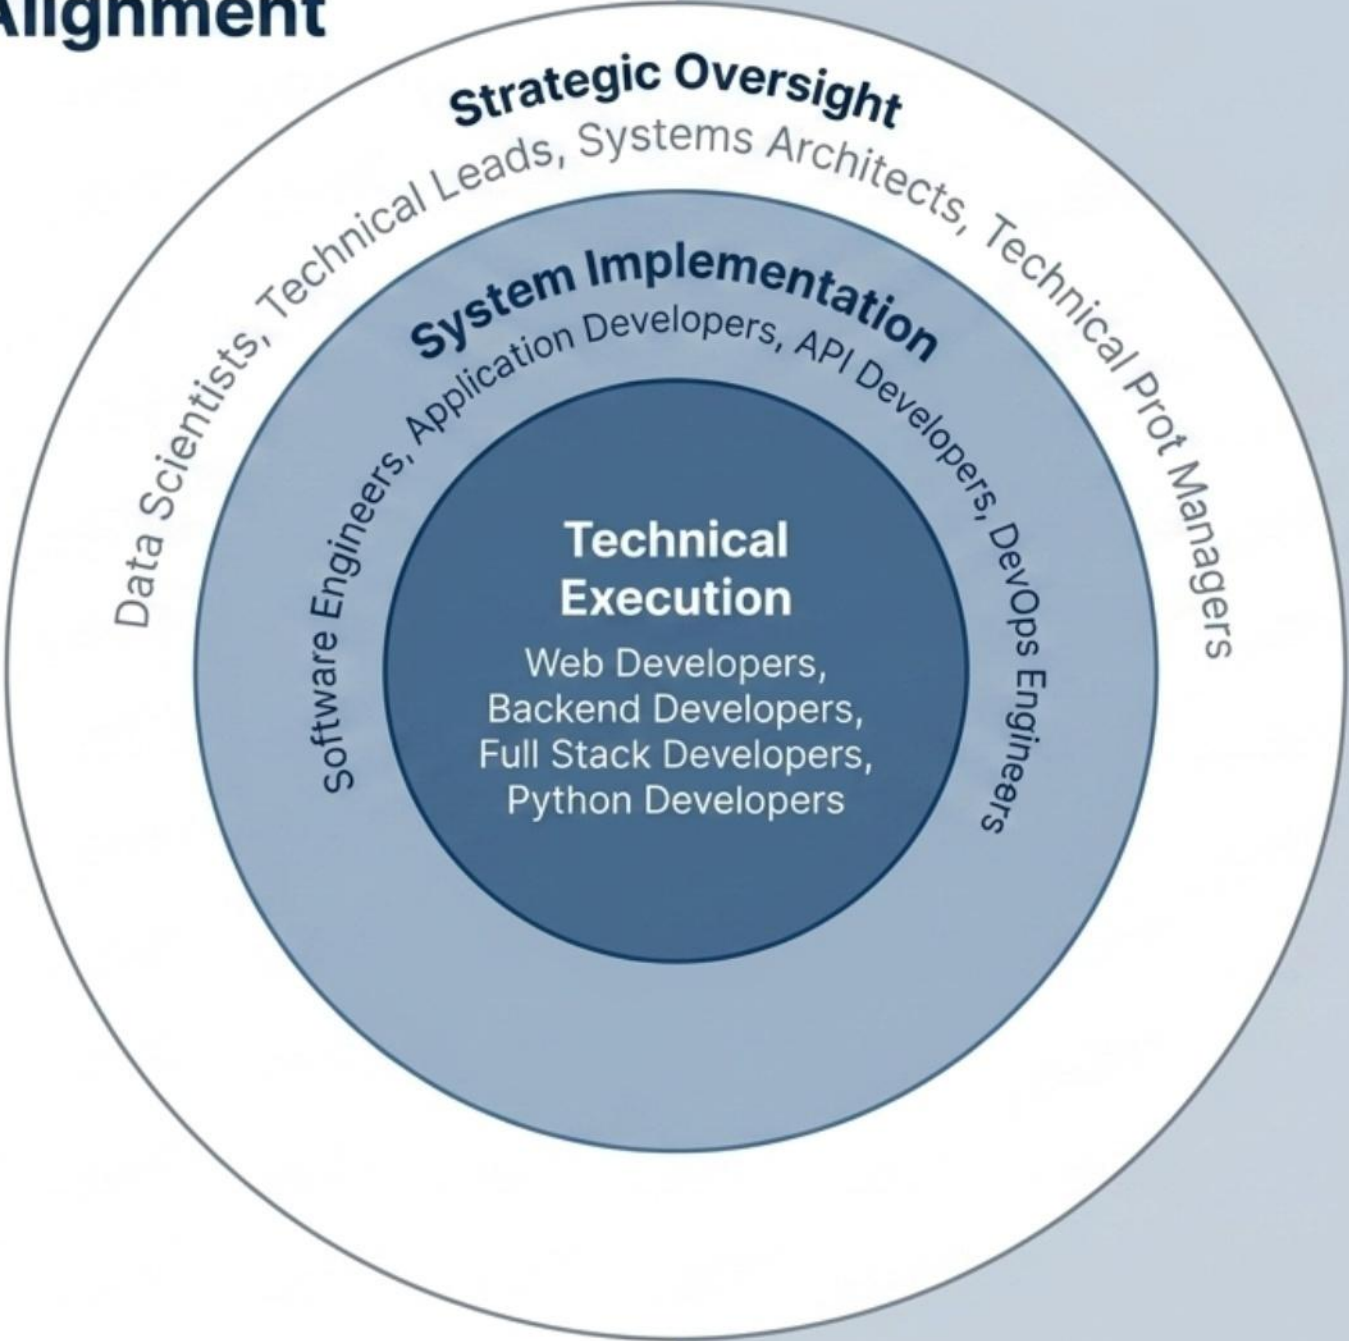 Alignment
Strategic Oversight
Data Scientists, Technical Leads, Systems Architects, Technical Prot Managers
System Implementation
Software Engineers, Application Developers, API Developers, DevOps Engineers
Technical
Execution
Web Developers,
Backend Developers,
Full Stack Developers,
Python Developers